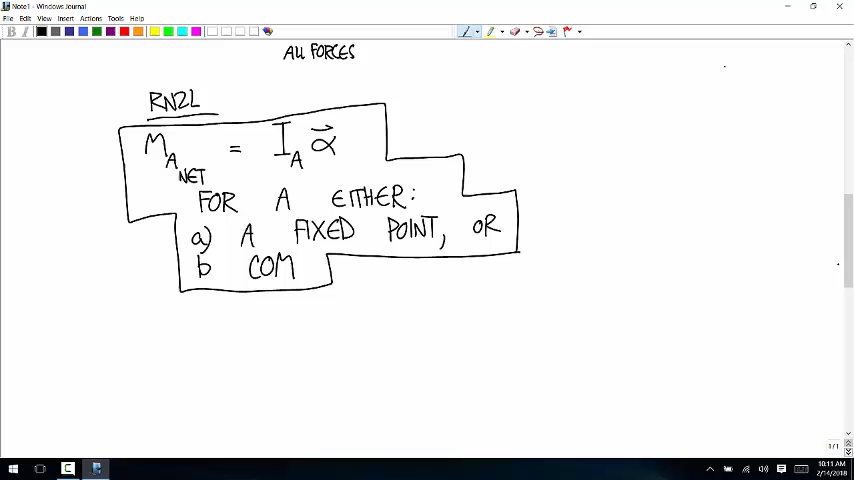 Note1 - Windows Journal
File Edit View Insert Actions Tools Help
B I
ALL FORCES
RN2L
M_A NET = I_A α⃗
FOR A EITHER:
a) A FIXED POINT, OR
b COM
1/1
10:11 AM
2/14/2018